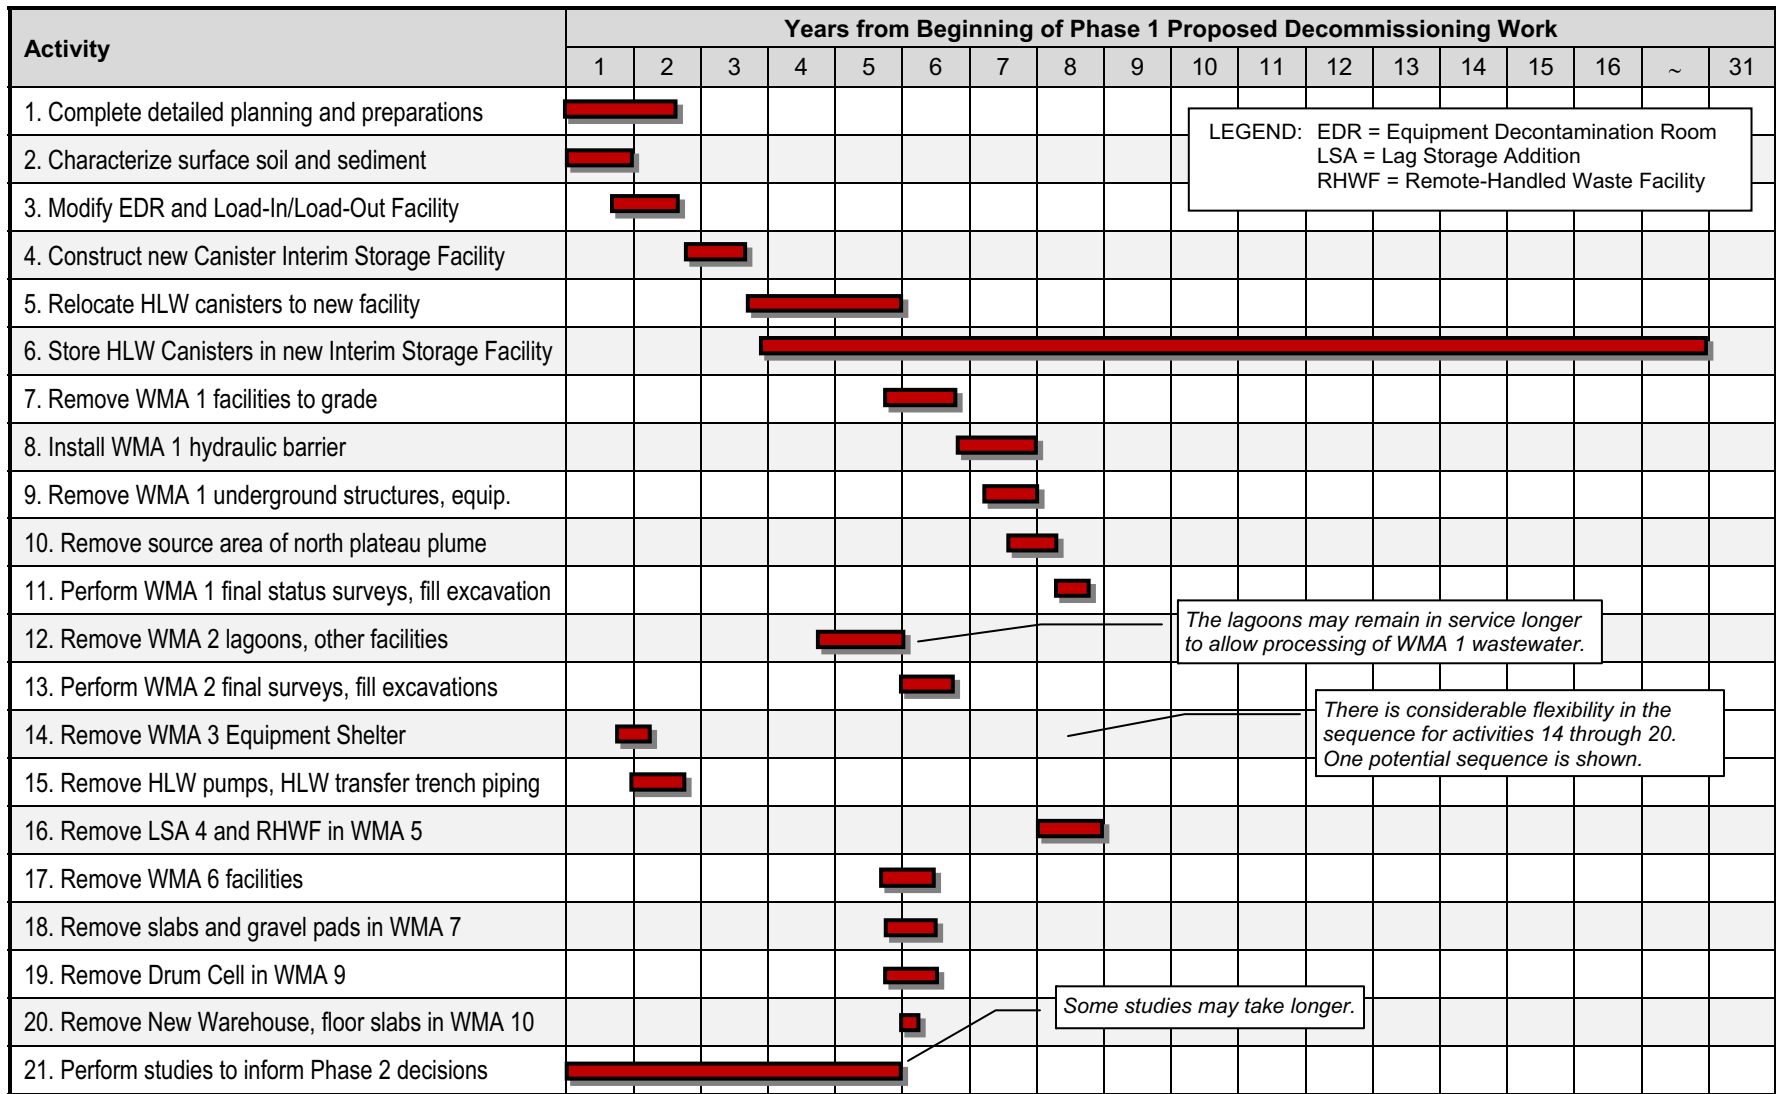 Activity
Years from Beginning of Phase 1 Proposed Decommissioning Work
1 2 3 4 5 6 7 8 9 10 11 12 13 14 15 16 ~ 31
1. Complete detailed planning and preparations
LEGEND: EDR = Equipment Decontamination Room
LSA = Lag Storage Addition
RHWF = Remote-Handled Waste Facility
2. Characterize surface soil and sediment
3. Modify EDR and Load-In/Load-Out Facility
4. Construct new Canister Interim Storage Facility
5. Relocate HLW canisters to new facility
6. Store HLW Canisters in new Interim Storage Facility
7. Remove WMA 1 facilities to grade
8. Install WMA 1 hydraulic barrier
9. Remove WMA 1 underground structures, equip.
10. Remove source area of north plateau plume
11. Perform WMA 1 final status surveys, fill excavation
12. Remove WMA 2 lagoons, other facilities
The lagoons may remain in service longer
to allow processing of WMA 1 wastewater.
13. Perform WMA 2 final surveys, fill excavations
14. Remove WMA 3 Equipment Shelter
There is considerable flexibility in the
sequence for activities 14 through 20.
One potential sequence is shown.
15. Remove HLW pumps, HLW transfer trench piping
16. Remove LSA 4 and RHWF in WMA 5
17. Remove WMA 6 facilities
18. Remove slabs and gravel pads in WMA 7
19. Remove Drum Cell in WMA 9
20. Remove New Warehouse, floor slabs in WMA 10
Some studies may take longer.
21. Perform studies to inform Phase 2 decisions